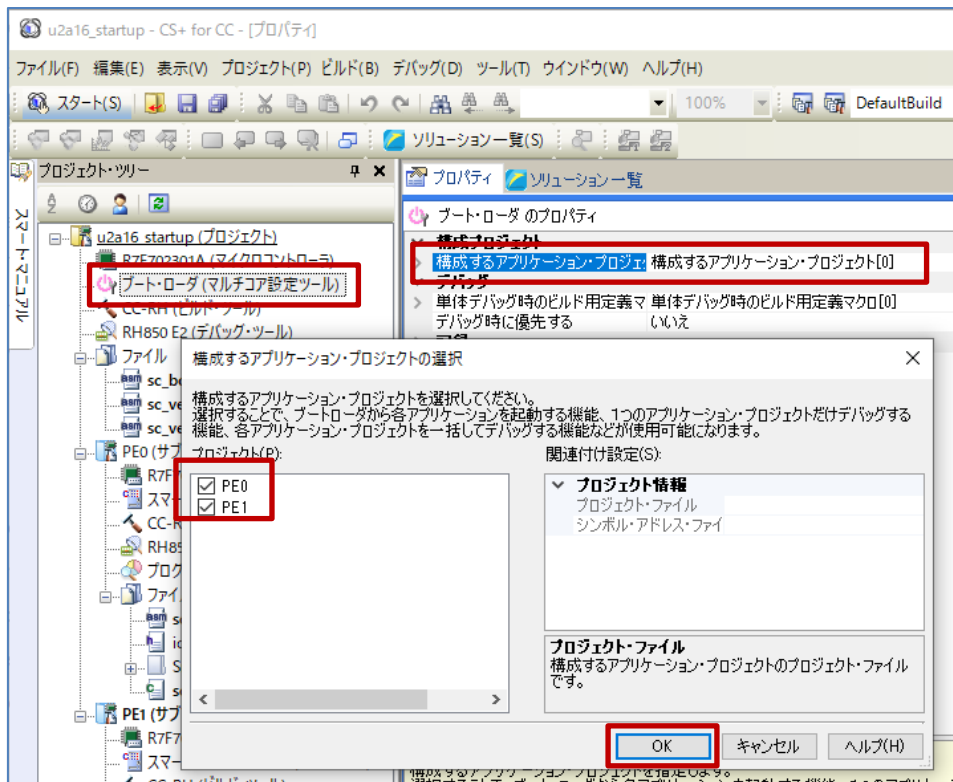 u2a16_startup - CS+ for CC - [プロパティ]
ファイル(F) 編集(E) 表示(V) プロジェクト(P) ビルド(B) デバッグ(D) ツール(T) ウインドウ(W) ヘルプ(H)
スタート(S) 100% DefaultBuild
ソリューション一覧(S)
スマート・マニュアル
プロジェクト・ツリー
u2a16_startup (プロジェクト)
R7F702301A (マイクロコントローラ)
ブート・ローダ (マルチコア設定ツール)
CC-RH (ビルド・ツール)
RH850 E2 (デバッグ・ツール)
ファイル
asm sc_b
asm sc_ve
asm sc_ve
PE0 (サブ
R7F7
スマー
CC-R
RH85
プログ
ファイ
asm s
h
S
c s
PE1 (サブ
R7F7
スマー
プロパティ ソリューション一覧
ブート・ローダ のプロパティ
構成プロジェクト
構成するアプリケーション・プロジェ 構成するアプリケーション・プロジェクト[0]
デバッグ
単体デバッグ時のビルド用定義マ 単体デバッグ時のビルド用定義マクロ[0]
デバッグ時に優先する いいえ
構成するアプリケーション・プロジェクトの選択
構成するアプリケーション・プロジェクトを選択してください。
選択することで、ブートローダから各アプリケーションを起動する機能、1つのアプリケーション・プロジェクトだけデバッグする
機能、各アプリケーション・プロジェクトを一括してデバッグする機能などが使用可能になります。
プロジェクト(P):
PE0
PE1
関連付け設定(S):
プロジェクト情報
プロジェクト・ファイル
シンボル・アドレス・ファイ
プロジェクト・ファイル
構成するアプリケーション・プロジェクトのプロジェクト・ファイル
です。
OK キャンセル ヘルプ(H)